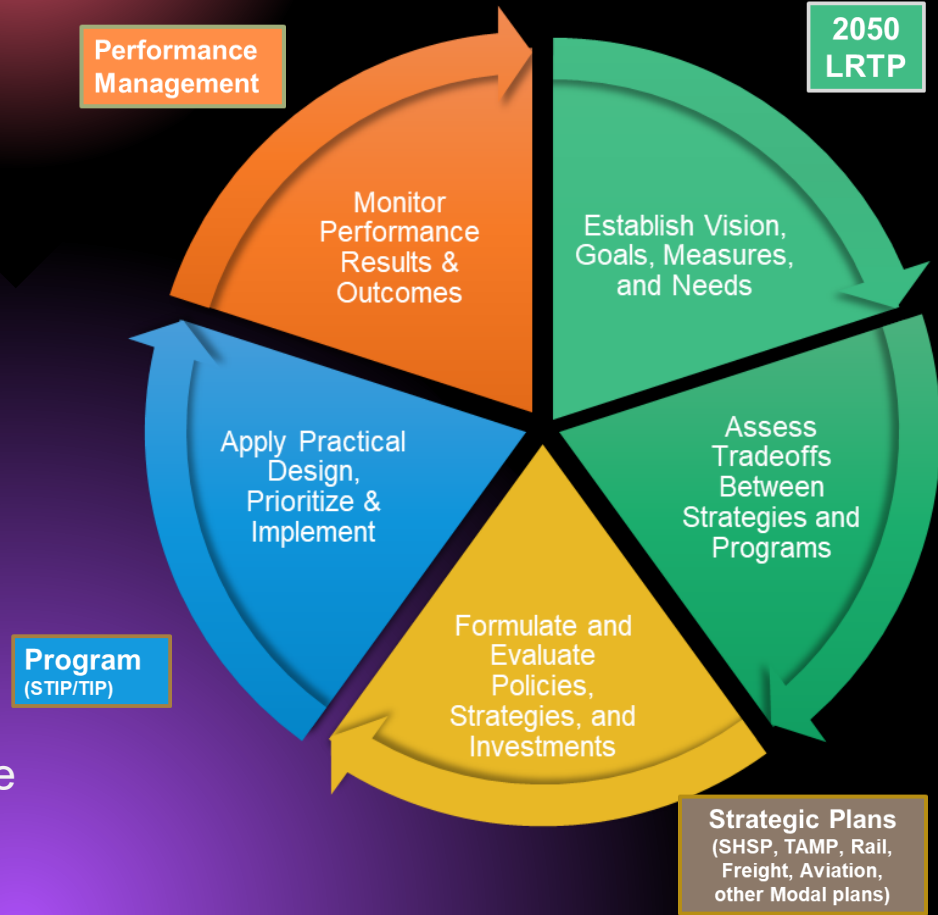 Performance
Management
2050
LRTP
Monitor
Performance
Results &
Outcomes
Establish Vision,
Goals, Measures,
and Needs
Assess
Tradeoffs
Between
Strategies and
Programs
Formulate and
Evaluate
Policies,
Strategies, and
Investments
Apply Practical
Design,
Prioritize &
Implement
Program
(STIP/TIP)
e
Strategic Plans
(SHSP, TAMP, Rail,
Freight, Aviation,
other Modal plans)